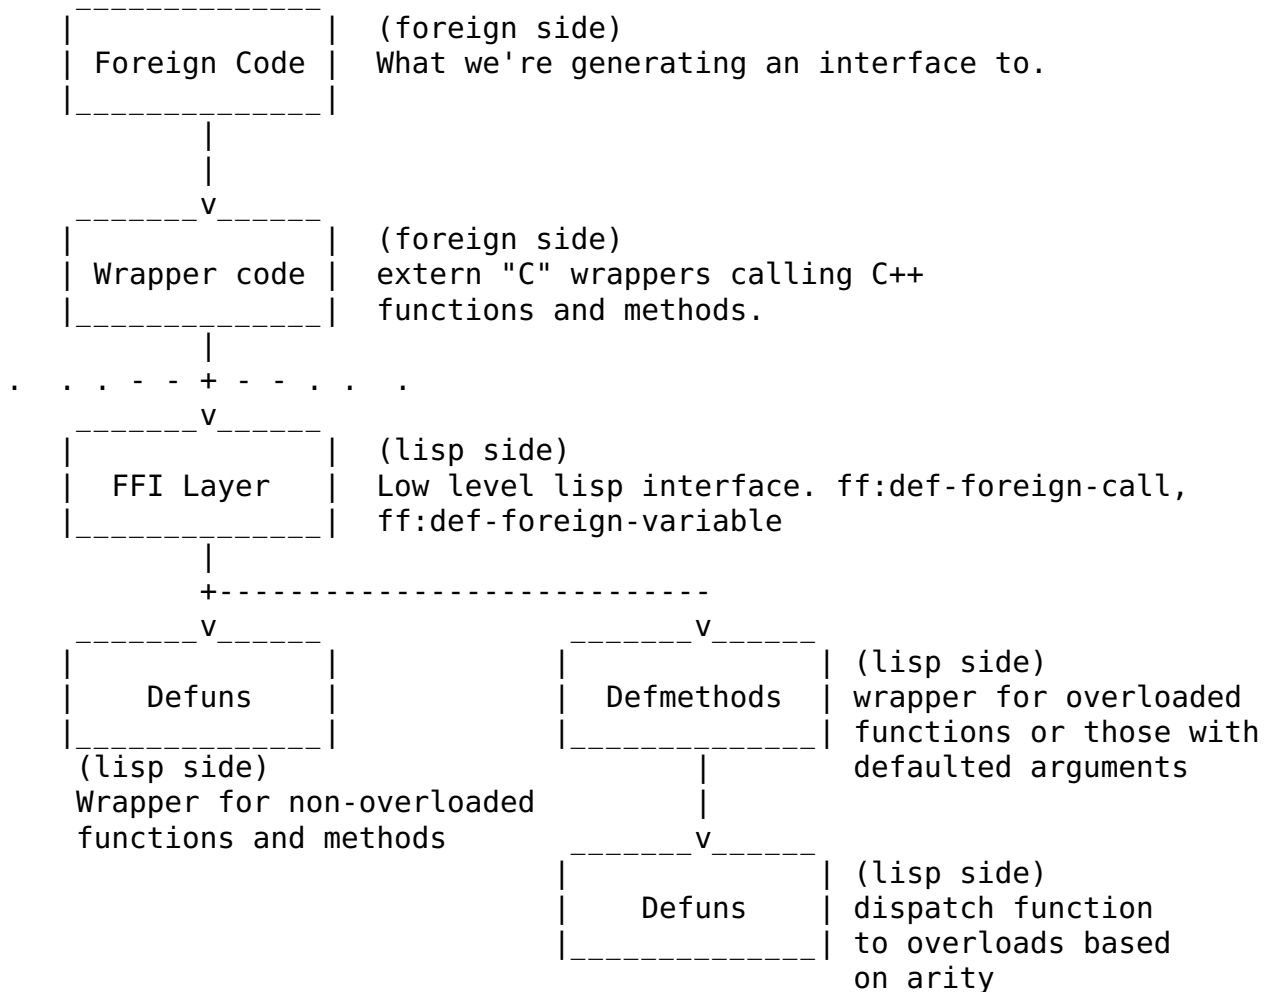 (foreign side)
Foreign Code What we're generating an interface to.
(foreign side)
Wrapper code extern "C" wrappers calling C++
functions and methods.
(lisp side)
FFI Layer Low level lisp interface. ff:def-foreign-call,
ff:def-foreign-variable
(lisp side)
Defuns Defmethods wrapper for overloaded
functions or those with
(lisp side) defaulted arguments
Wrapper for non-overloaded
functions and methods
(lisp side)
Defuns dispatch function
to overloads based
on arity